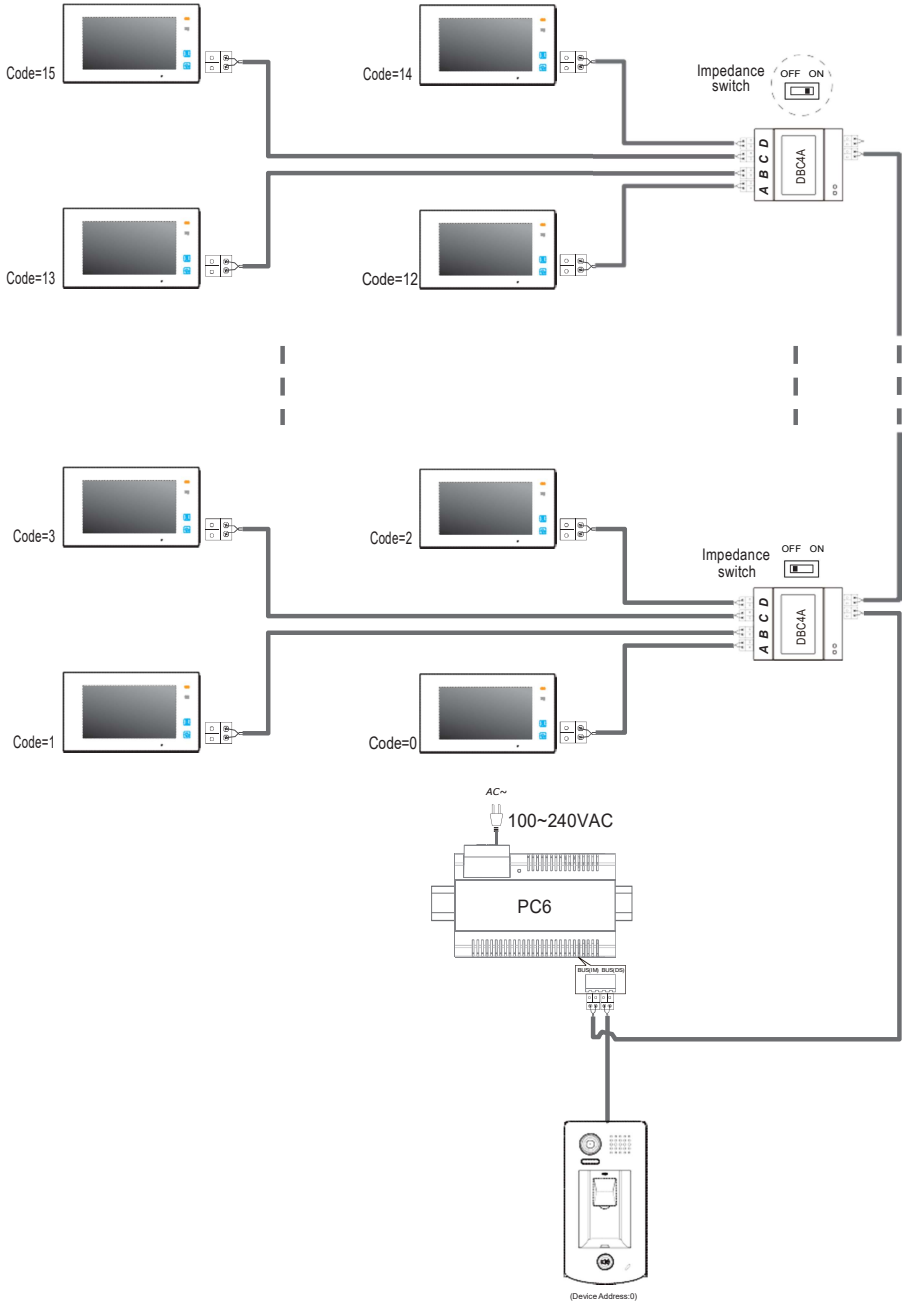 Code=15
Code=14
Impedance
switch
OFF ON
D
C
B
A
DBC4A
Code=13
Code=12
Code=3
Code=2
Impedance
switch
OFF ON
D
C
B
A
DBC4A
Code=1
Code=0
AC~
100~240VAC
PC6
BUS(IM) BUS(DS)
(Device Address:0)